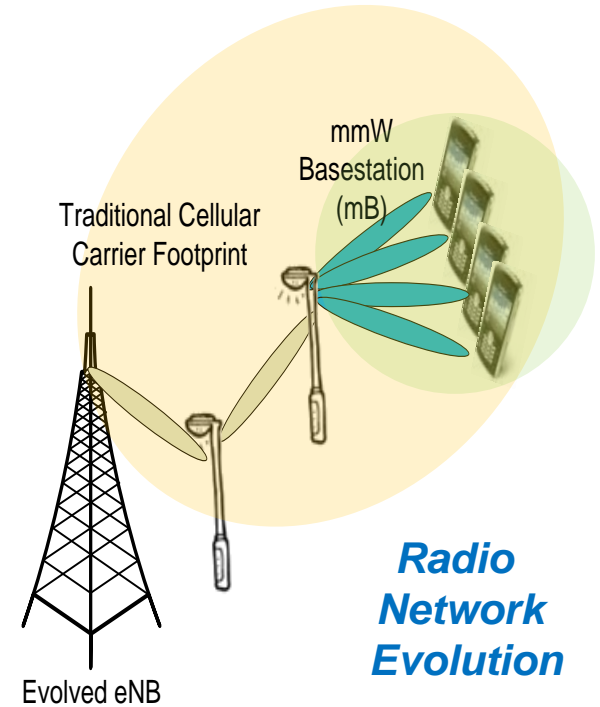 mmW
Basestation
(mB)
Traditional Cellular
Carrier Footprint
Radio
Network
Evolution
Evolved eNB